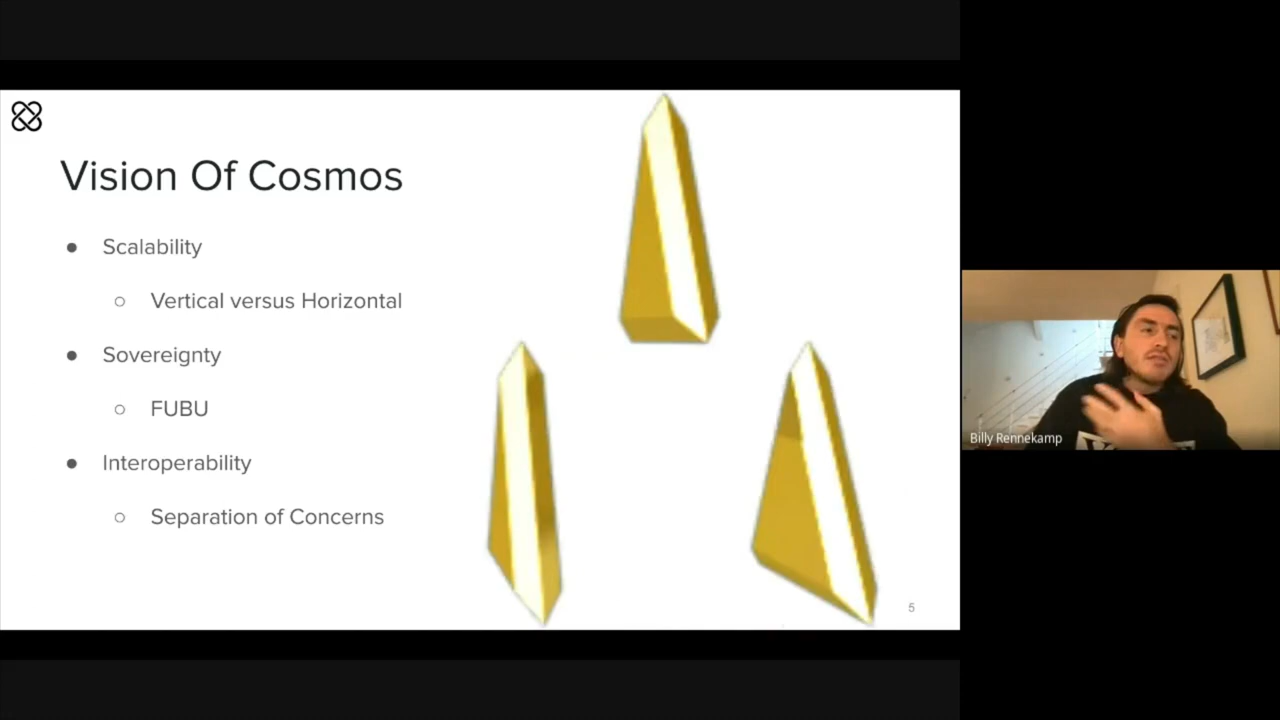 Vision Of Cosmos
● Scalability
○ Vertical versus Horizontal
● Sovereignty
○ FUBU
● Interoperability
○ Separation of Concerns
5
Billy Rennekamp